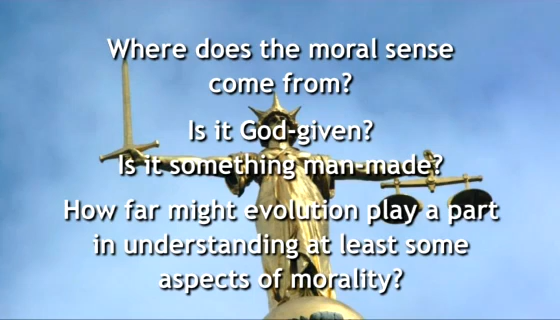 Where does the moral sense
come from?
Is it God-given?
Is it something man-made?
How far might evolution play a part
in understanding at least some
aspects of morality?